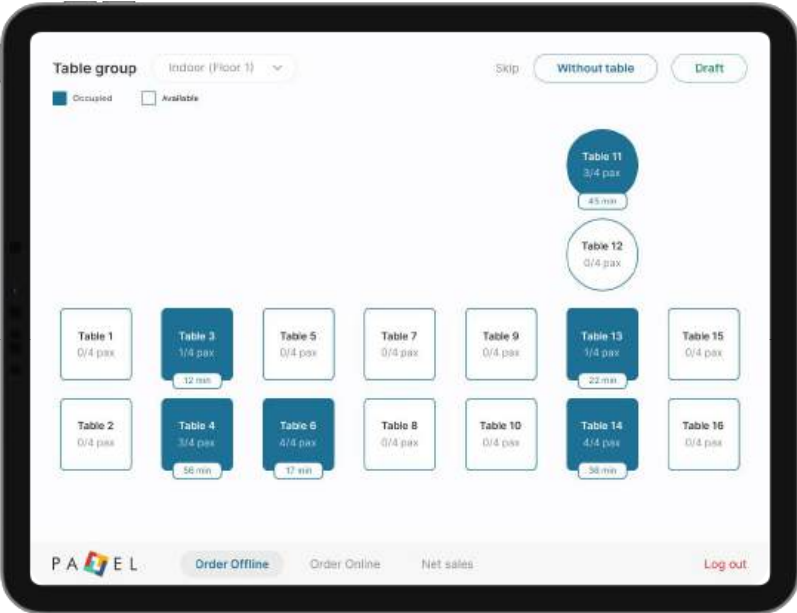 Table group
Indoor (Floor 1)
Skip
Without table
Draft
Occupied
Available
Table 11
3/4 pax
45 min
Table 12
0/4 pax
Table 1
0/4 pax
Table 3
1/4 pax
12 min
Table 5
0/4 pax
Table 7
0/4 pax
Table 9
0/4 pax
Table 13
1/4 pax
22 min
Table 15
0/4 pax
Table 2
0/4 pax
Table 4
3/4 pax
56 min
Table 6
4/4 pax
17 min
Table 8
0/4 pax
Table 10
0/4 pax
Table 14
4/4 pax
Table 16
0/4 pax
Order Offline
Order Online
Net sales
Log out